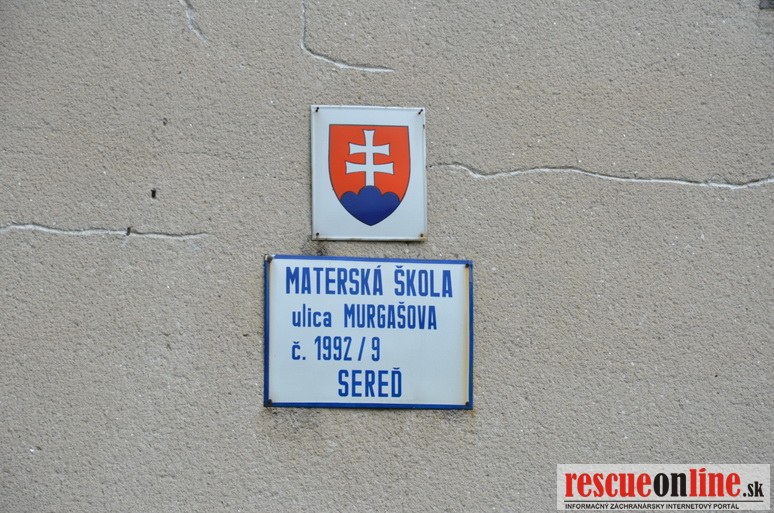 MATERSKÁ ŠKOLA
ulica MURGAŠOVA
č. 1992/9
SEREĎ
rescueonline.sk
INFORMAČNÝ ZÁCHRANÁRSKY INTERNETOVÝ PORTÁL